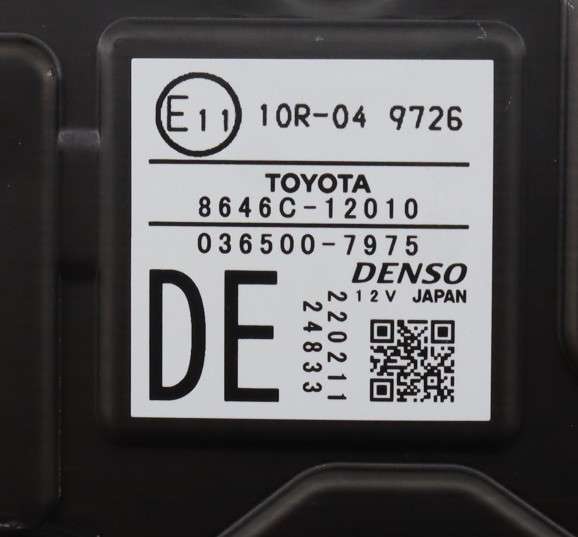 E11 10R-04 9726
TOYOTA
8646C-12010
036500-7975
DENSO
12V JAPAN
DE
220211
24833